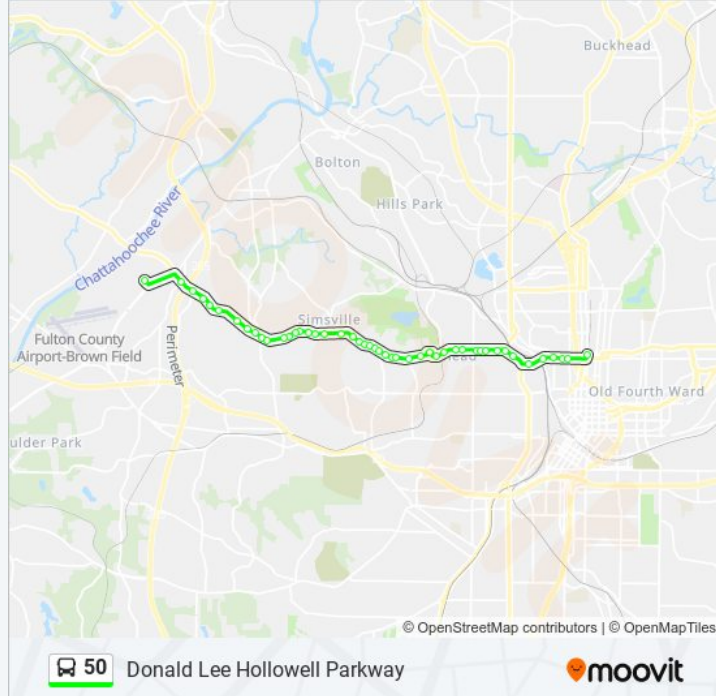 Buckhead
Bolton
Hills Park
Chattahoochee River
Simsville
Fulton County
Airport-Brown Field
Perimeter
Old Fourth Ward
ulder Park
© OpenStreetMap contributors | © OpenMapTiles
50 Donald Lee Hollowell Parkway
moovit